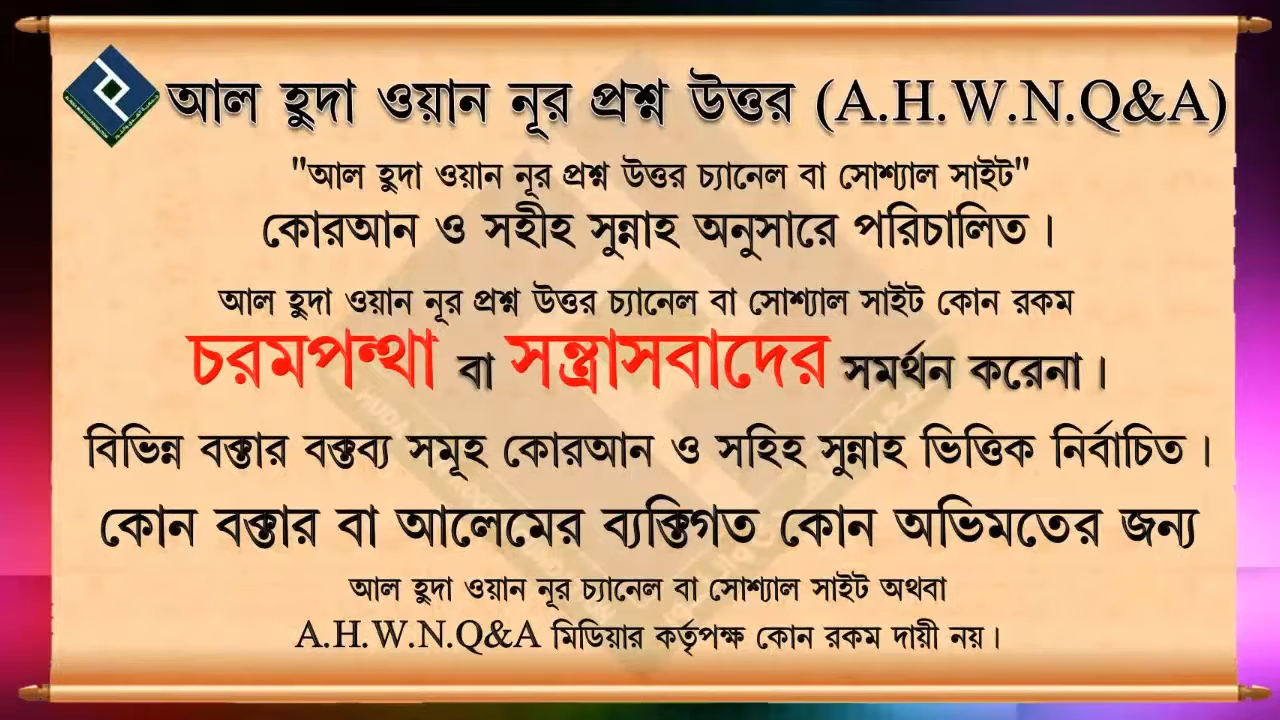 আল হুদা ওয়ান নূর প্রশ্ন উত্তর (A.H.W.N.Q&A)
"আল হুদা ওয়ান নূর প্রশ্ন উত্তর চ্যানেল বা সোশ্যাল সাইট"
কোরআন ও সহীহ সুন্নাহ অনুসারে পরিচালিত।
আল হুদা ওয়ান নূর প্রশ্ন উত্তর চ্যানেল বা সোশ্যাল সাইট কোন রকম
চরমপন্থা বা সন্ত্রাসবাদের সমর্থন করেনা।
বিভিন্ন বক্তার বক্তব্য সমূহ কোরআন ও সহিহ সুন্নাহ ভিত্তিক নির্বাচিত।
কোন বক্তার বা আলেমের ব্যক্তিগত কোন অভিমতের জন্য
আল হুদা ওয়ান নূর চ্যানেল বা সোশ্যাল সাইট অথবা
A.H.W.N.Q&A মিডিয়ার কর্তৃপক্ষ কোন রকম দায়ী নয়।